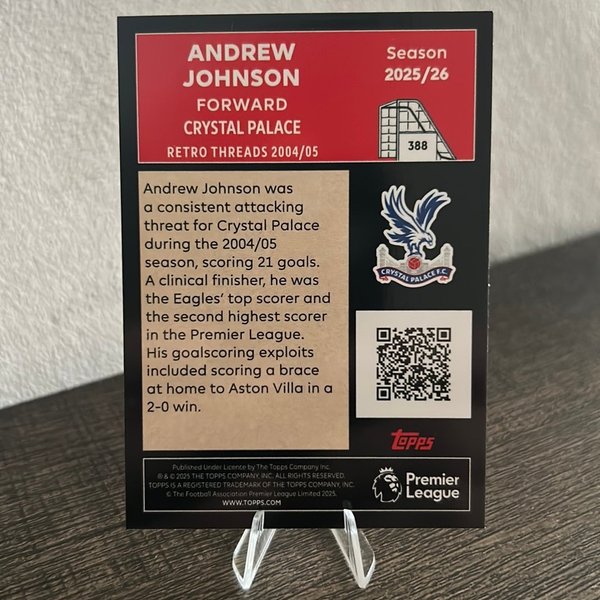 ANDREW
JOHNSON
FORWARD
CRYSTAL PALACE
RETRO THREADS 2004/05
Season
2025/26
388
Andrew Johnson was
a consistent attacking
threat for Crystal Palace
during the 2004/05
season, scoring 21 goals.
A clinical finisher, he was
the Eagles' top scorer and
the second highest scorer
in the Premier League.
His goalscoring exploits
included scoring a brace
at home to Aston Villa in a
2-0 win.
CRYSTAL PALACE F.C.
topps
Published Under Licence by The Topps Company Inc.
® & © 2025 THE TOPPS COMPANY, INC. ALL RIGHTS RESERVED.
TOPPS IS A REGISTERED TRADEMARK OF THE TOPPS COMPANY, INC.
© The Football Association Premier League Limited 2025.
WWW.TOPPS.COM
Premier
League